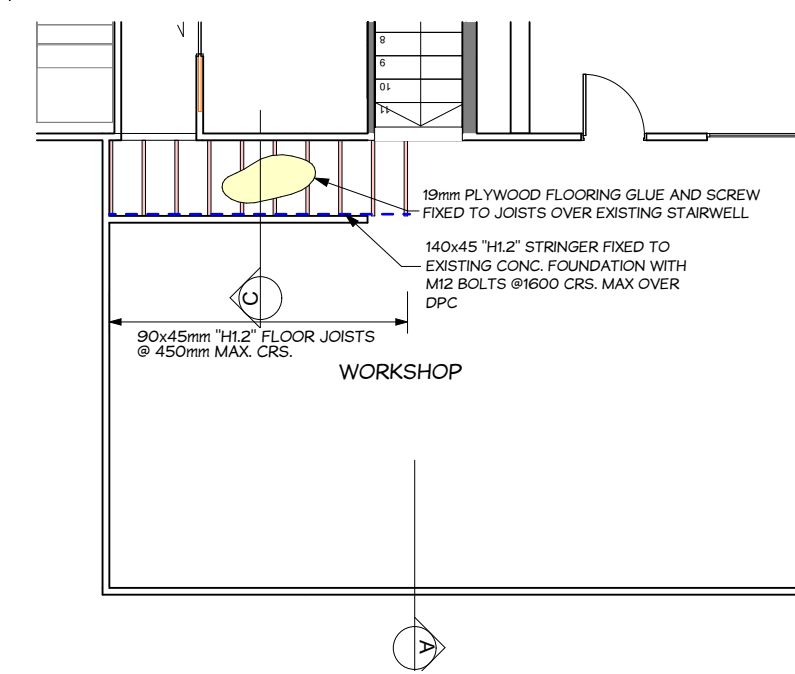 8
9
10
11
19mm PLYWOOD FLOORING GLUE AND SCREW
FIXED TO JOISTS OVER EXISTING STAIRWELL
140x45 "H1.2" STRINGER FIXED TO
EXISTING CONC. FOUNDATION WITH
M12 BOLTS @1600 CRS. MAX OVER
DPC
C
90x45mm "H1.2" FLOOR JOISTS
@ 450mm MAX. CRS.
WORKSHOP
A